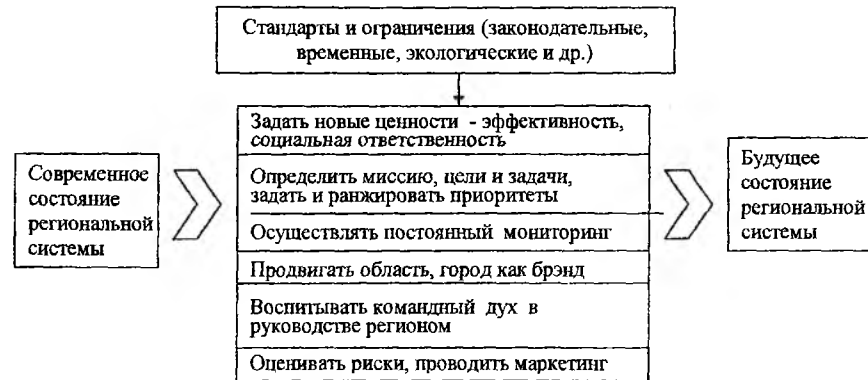 Стандарты и ограничения (законодательные,
временные, экологические и др.)
Задать новые ценности - эффективность,
социальная ответственность
Современное
состояние
региональной
системы
Определить миссию, цели и задачи,
задать и ранжировать приоритеты
Осуществлять постоянный мониторинг
Продвигать область, город как брэнд
Воспитывать командный дух в
руководстве регионом
Оценивать риски, проводить маркетинг
Будущее
состояние
региональной
системы